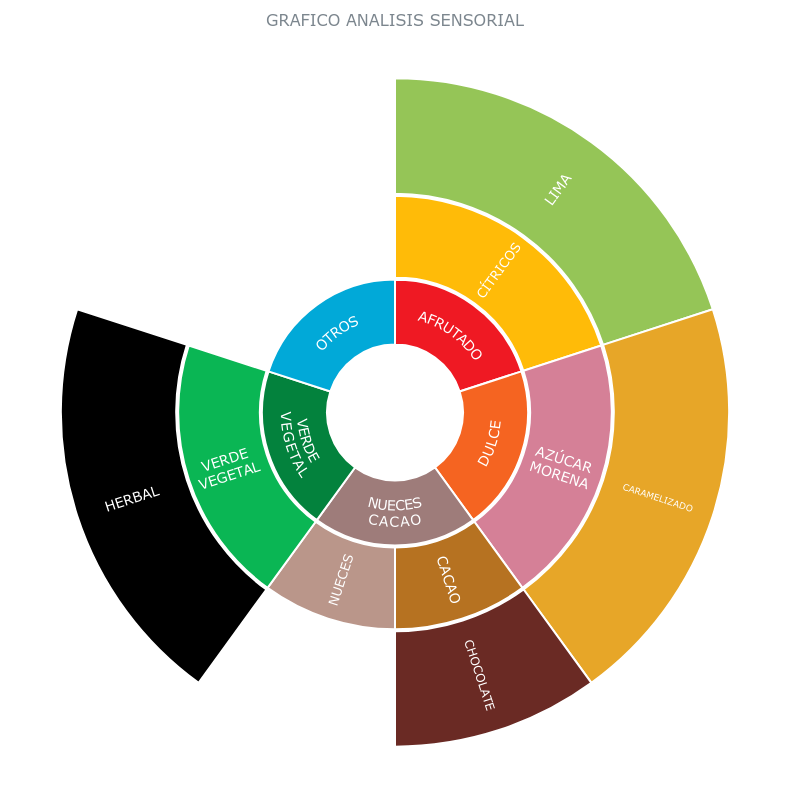 GRAFICO ANALISIS SENSORIAL
LIMA
CÍTRICOS
AFRUTADO
OTROS
DULCE
AZÚCAR
MORENA
CARAMELIZADO
VERDE
VEGETAL
VERDE
VEGETAL
HERBAL
NUECES
CACAO
NUECES
CACAO
CHOCOLATE